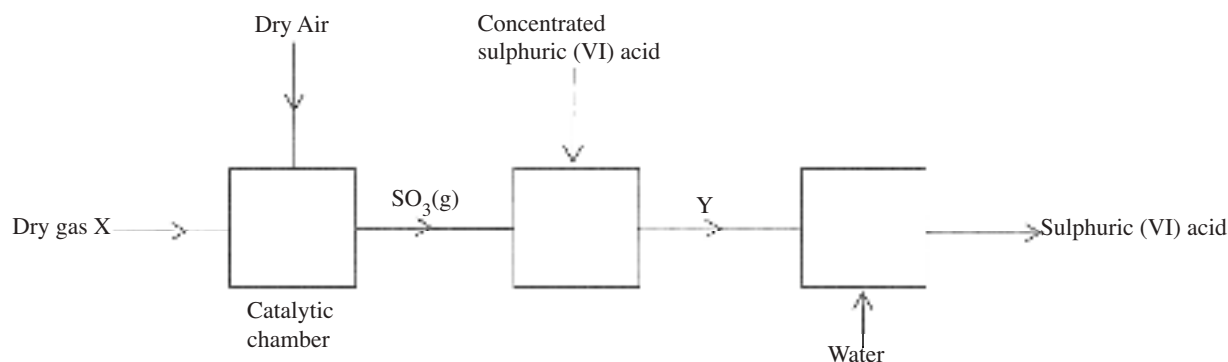 Dry Air
Concentrated
sulphuric (VI) acid
Dry gas X
SO₃(g)
Y
Sulphuric (VI) acid
Catalytic
chamber
Water